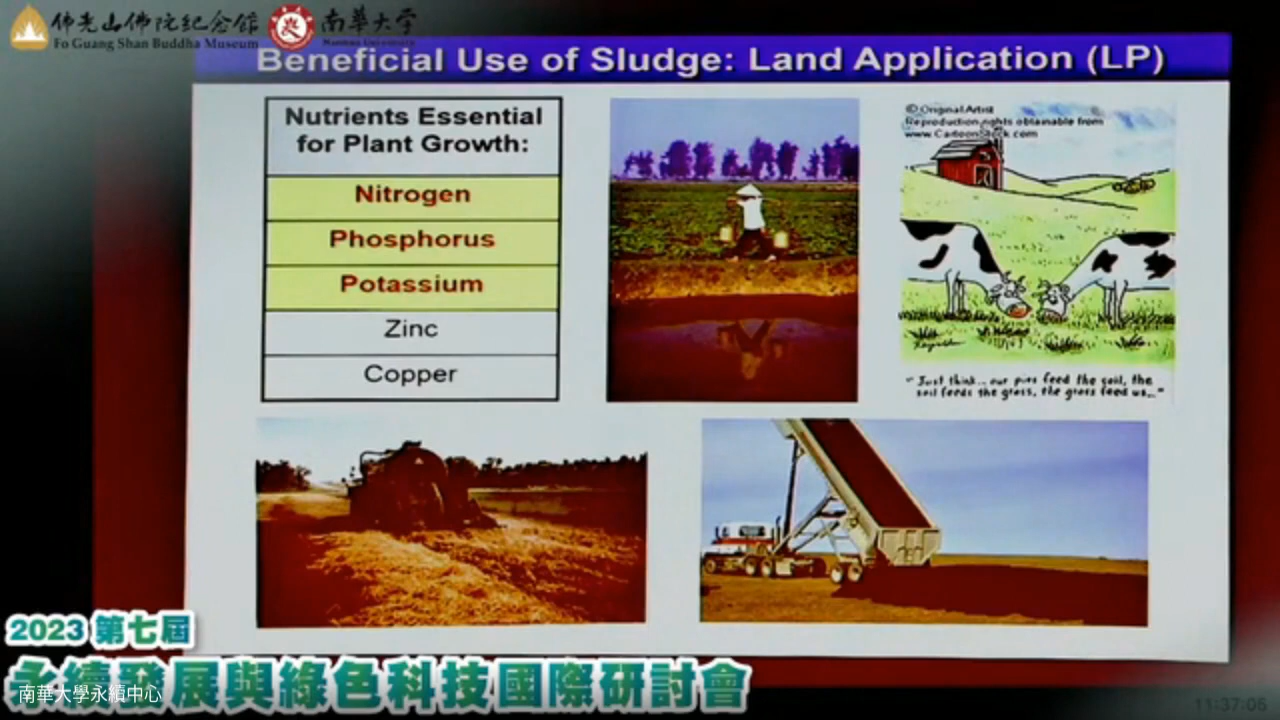 佛光山佛陀紀念館
Fo Guang Shan Buddha Museum
南華大學
Nanhua University
Beneficial Use of Sludge: Land Application (LP)
Nutrients Essential
for Plant Growth:
Nitrogen
Phosphorus
Potassium
Zinc
Copper
© Original Artist
Reproduction rights obtainable from
www.CartoonStock.com
"Just think... our pies feed the soil, the
soil feeds the grass, the grass feed us..."
2023 第七屆
永續發展與綠色科技國際研討會
南華大學永續中心
11:37:06